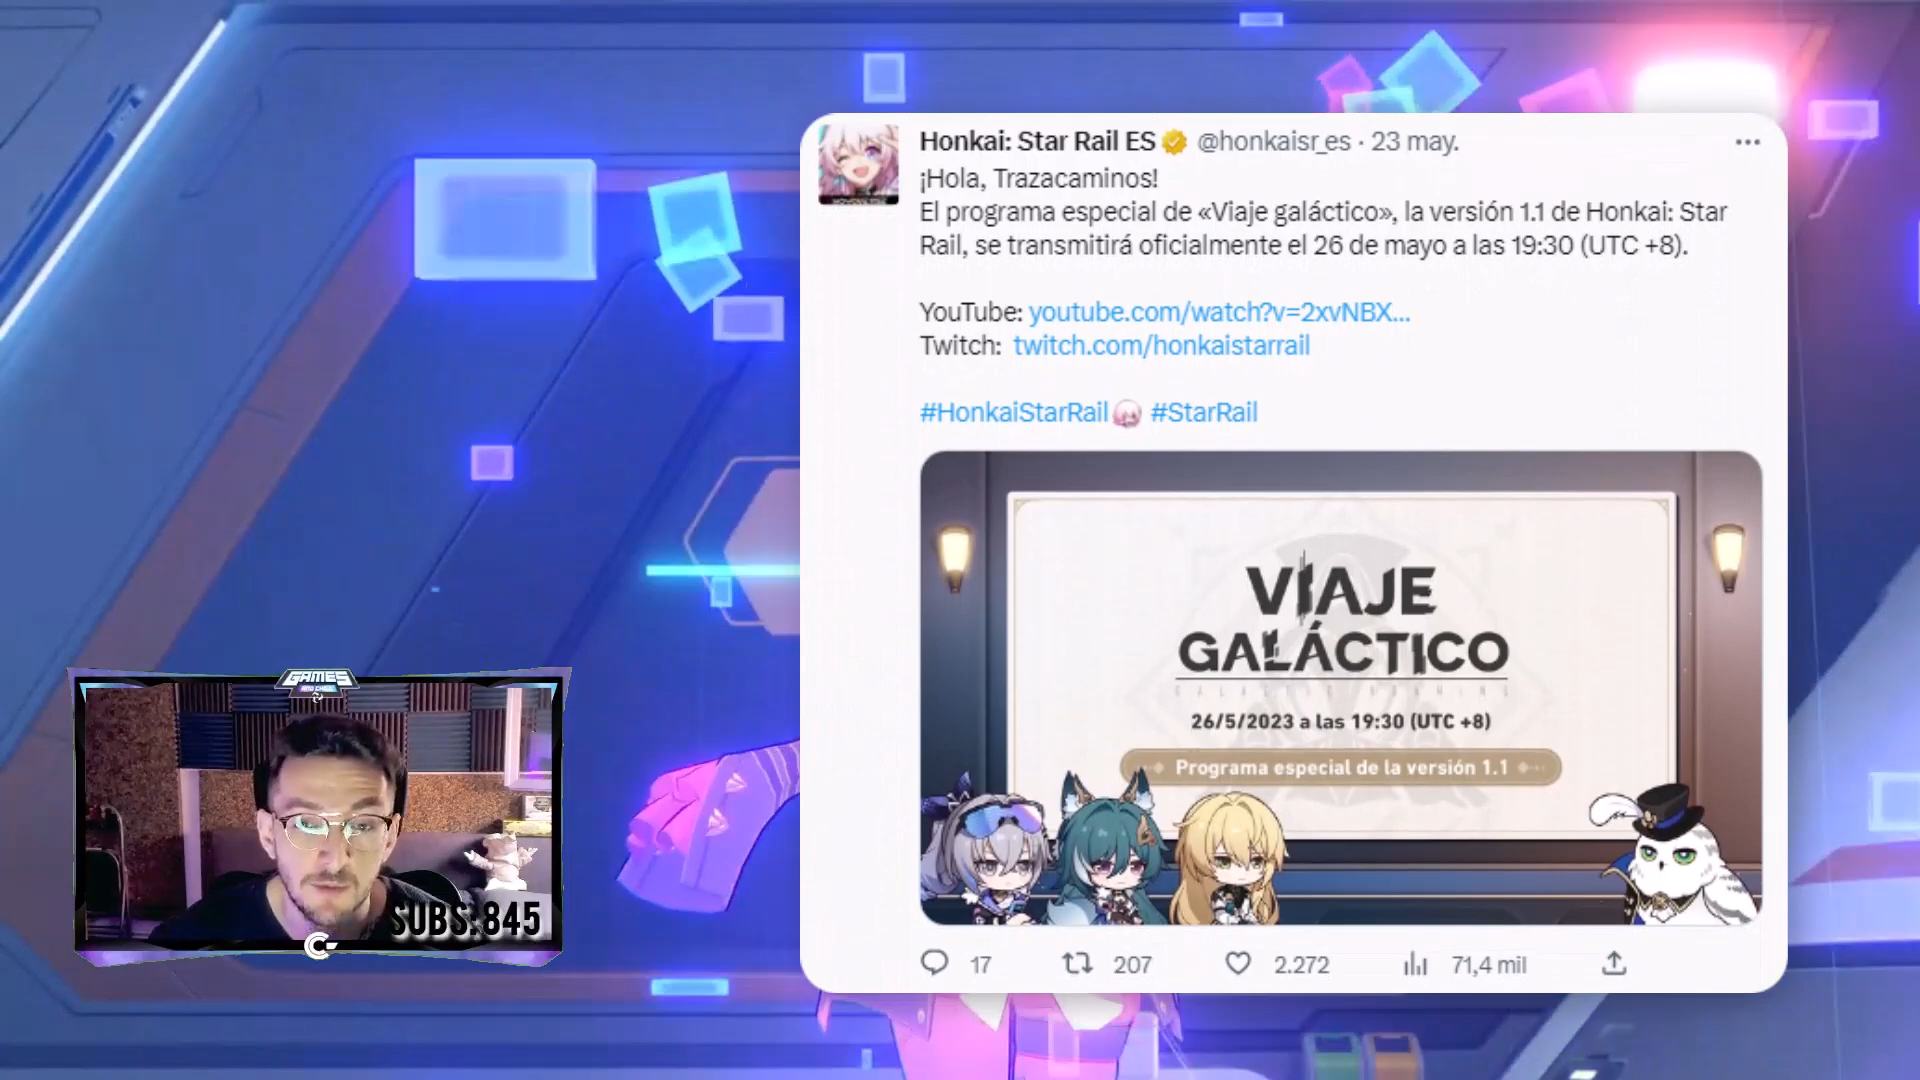 Honkai: Star Rail ES @honkaisr_es · 23 may.
¡Hola, Trazacaminos!
El programa especial de «Viaje galáctico», la versión 1.1 de Honkai: Star
Rail, se transmitirá oficialmente el 26 de mayo a las 19:30 (UTC +8).
YouTube: youtube.com/watch?v=2xvNBX...
Twitch: twitch.com/honkaistarrail
#HonkaiStarRail #StarRail
VIAJE
GALÁCTICO
26/5/2023 a las 19:30 (UTC +8)
Programa especial de la versión 1.1
17 207 2.272 71,4 mil
GAMES
SUBS: 845